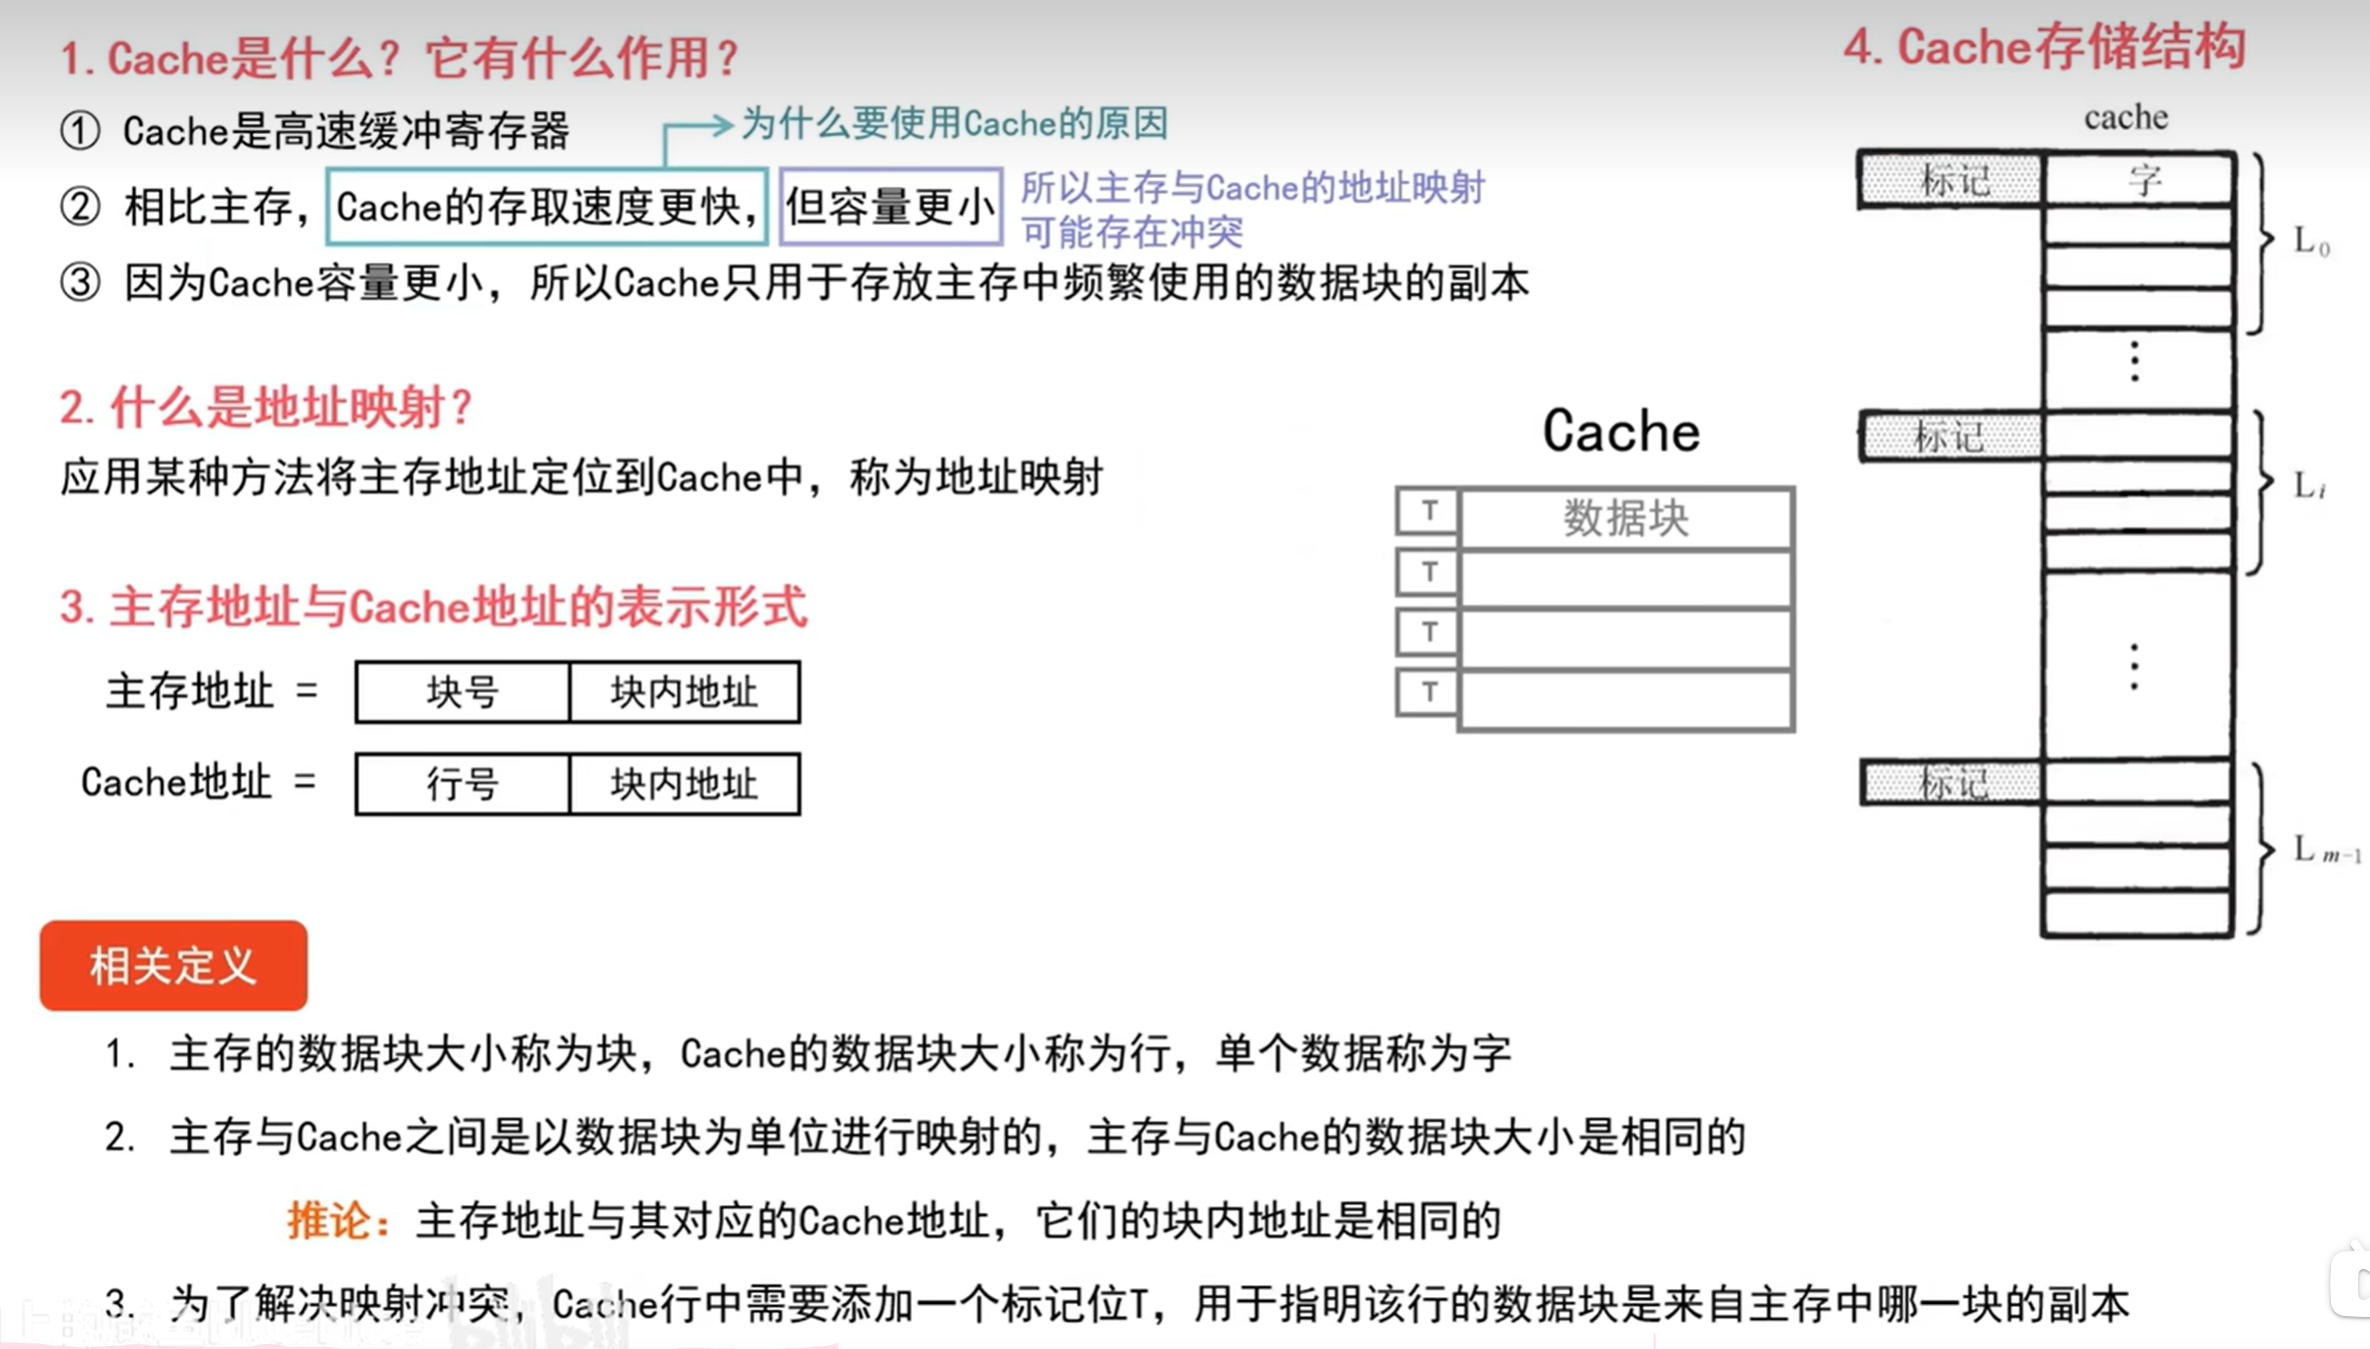 1. Cache是什么？它有什么作用？
① Cache是高速缓冲寄存器
为什么要使用Cache的原因
② 相比主存，Cache的存取速度更快，但容量更小
所以主存与Cache的地址映射
可能存在冲突
③ 因为Cache容量更小，所以Cache只用于存放主存中频繁使用的数据块的副本
2. 什么是地址映射？
应用某种方法将主存地址定位到Cache中，称为地址映射
3. 主存地址与Cache地址的表示形式
主存地址 = 块号 块内地址
Cache地址 = 行号 块内地址
Cache
T 数据块
T
T
T
4. Cache存储结构
cache
标记 字
L0
⋮
标记
Li
⋮
标记
Lm-1
相关定义
1. 主存的数据块大小称为块，Cache的数据块大小称为行，单个数据称为字
2. 主存与Cache之间是以数据块为单位进行映射的，主存与Cache的数据块大小是相同的
推论：主存地址与其对应的Cache地址，它们的块内地址是相同的
3. 为了解决映射冲突，Cache行中需要添加一个标记位T，用于指明该行的数据块是来自主存中哪一块的副本
bilibili